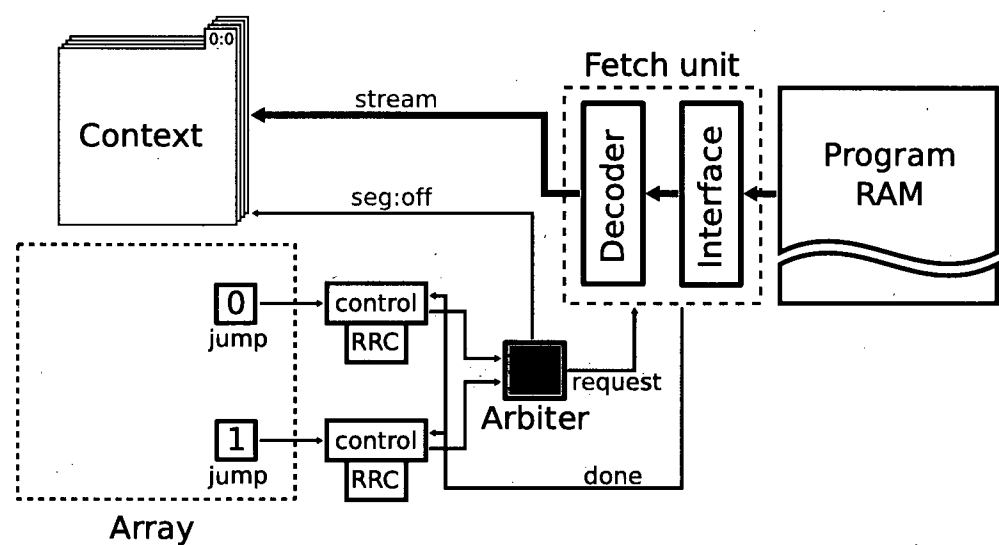 0:0
Context
stream
seg:off
Fetch unit
Decoder
Interface
Program
RAM
0
jump
control
RRC
1
jump
control
RRC
Arbiter
request
done
Array